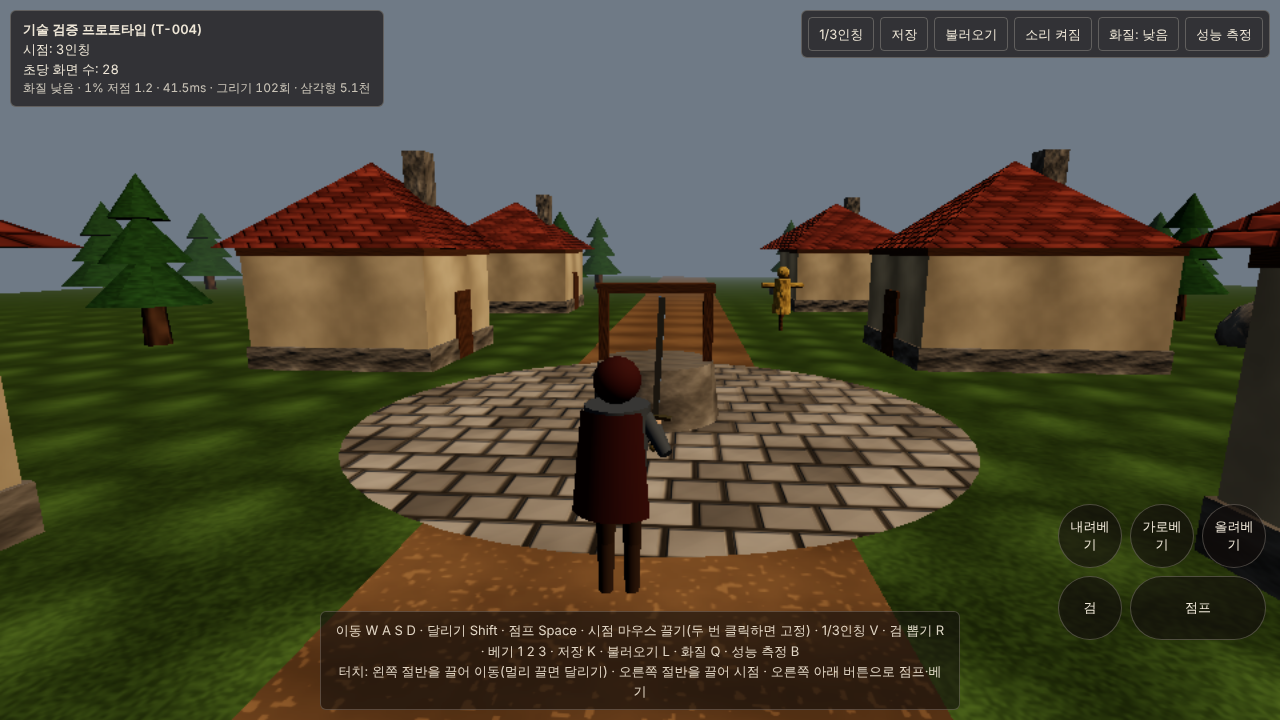 기술 검증 프로토타입 (T-004)
시점: 3인칭
초당 화면 수: 28
화질 낮음 · 1% 저점 1.2 · 41.5ms · 그리기 102회 · 삼각형 5.1천
1/3인칭
저장
불러오기
소리 켜짐
화질: 낮음
성능 측정
내려베
기
가로베
기
올려베
기
검
점프
이동 W A S D · 달리기 Shift · 점프 Space · 시점 마우스 끌기(두 번 클릭하면 고정) · 1/3인칭 V · 검 뽑기 R
· 베기 1 2 3 · 저장 K · 불러오기 L · 화질 Q · 성능 측정 B
터치: 왼쪽 절반을 끌어 이동(멀리 끌면 달리기) · 오른쪽 절반을 끌어 시점 · 오른쪽 아래 버튼으로 점프·베
기